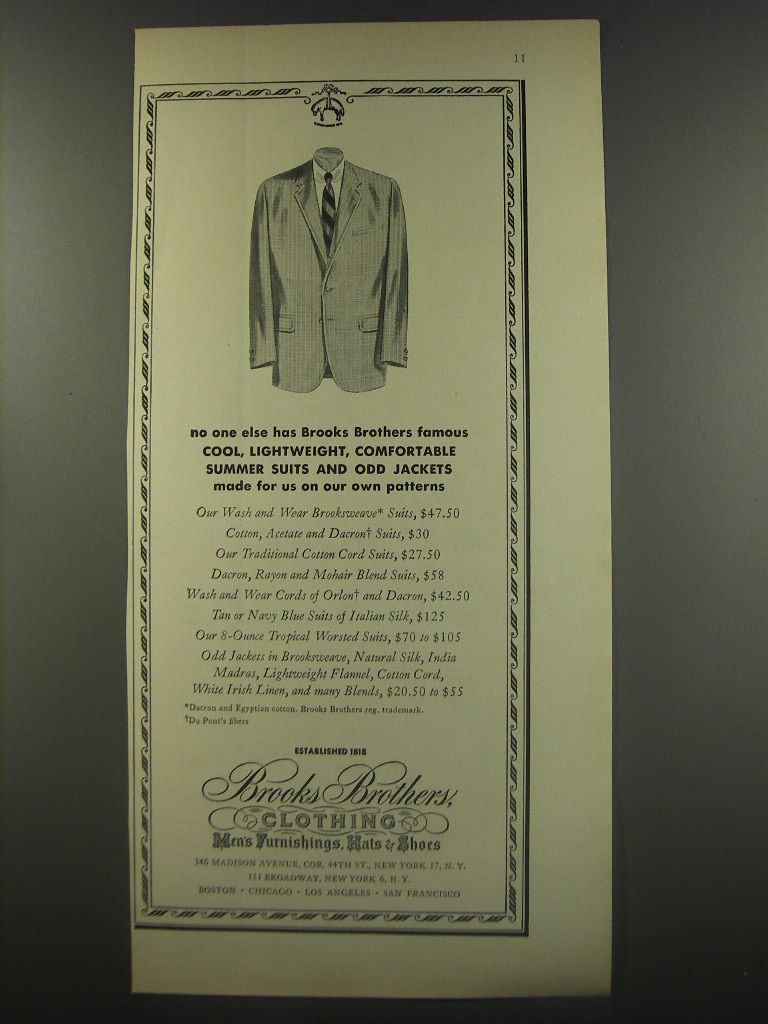 11
no one else has Brooks Brothers famous
COOL, LIGHTWEIGHT, COMFORTABLE
SUMMER SUITS AND ODD JACKETS
made for us on our own patterns
Our Wash and Wear Brooksweave* Suits, $47.50
Cotton, Acetate and Dacron† Suits, $30
Our Traditional Cotton Cord Suits, $27.50
Dacron, Rayon and Mohair Blend Suits, $58
Wash and Wear Cords of Orlon† and Dacron, $42.50
Tan or Navy Blue Suits of Italian Silk, $125
Our 8-Ounce Tropical Worsted Suits, $70 to $105
Odd Jackets in Brooksweave, Natural Silk, India
Madras, Lightweight Flannel, Cotton Cord,
White Irish Linen, and many Blends, $20.50 to $55
*Dacron and Egyptian cotton. Brooks Brothers reg. trademark.
†Du Pont's fibers
ESTABLISHED 1818
Brooks Brothers,
CLOTHING
Men's Furnishings, Hats & Shoes
346 MADISON AVENUE, COR. 44TH ST., NEW YORK 17, N. Y.
111 BROADWAY, NEW YORK 6, N. Y.
BOSTON • CHICAGO • LOS ANGELES • SAN FRANCISCO